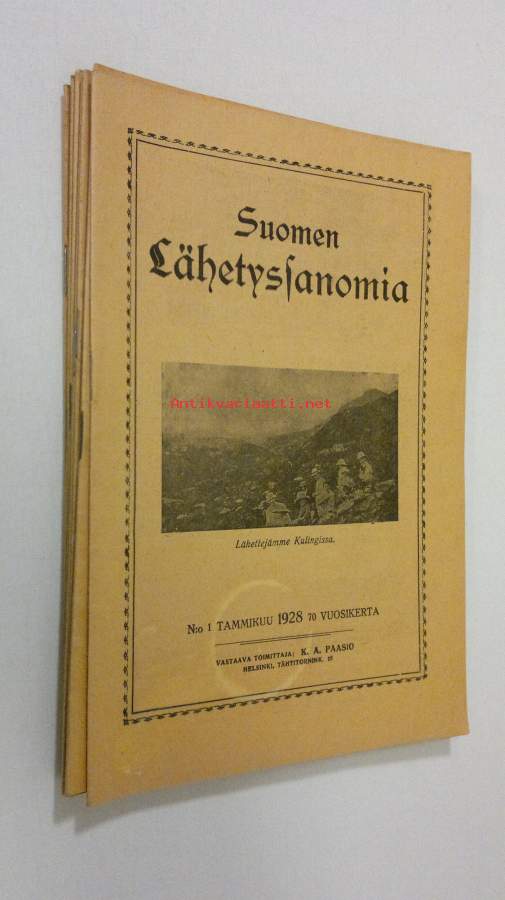 Suomen
Lähetysſanomia
Antikvariaatti.net
Lähettejämme Kulingissa.
N:o 1 TAMMIKUU 1928 70 VUOSIKERTA
VASTAAVA TOIMITTAJA: K. A. PAASIO
HELSINKI, TÄHTITORNINK. 18